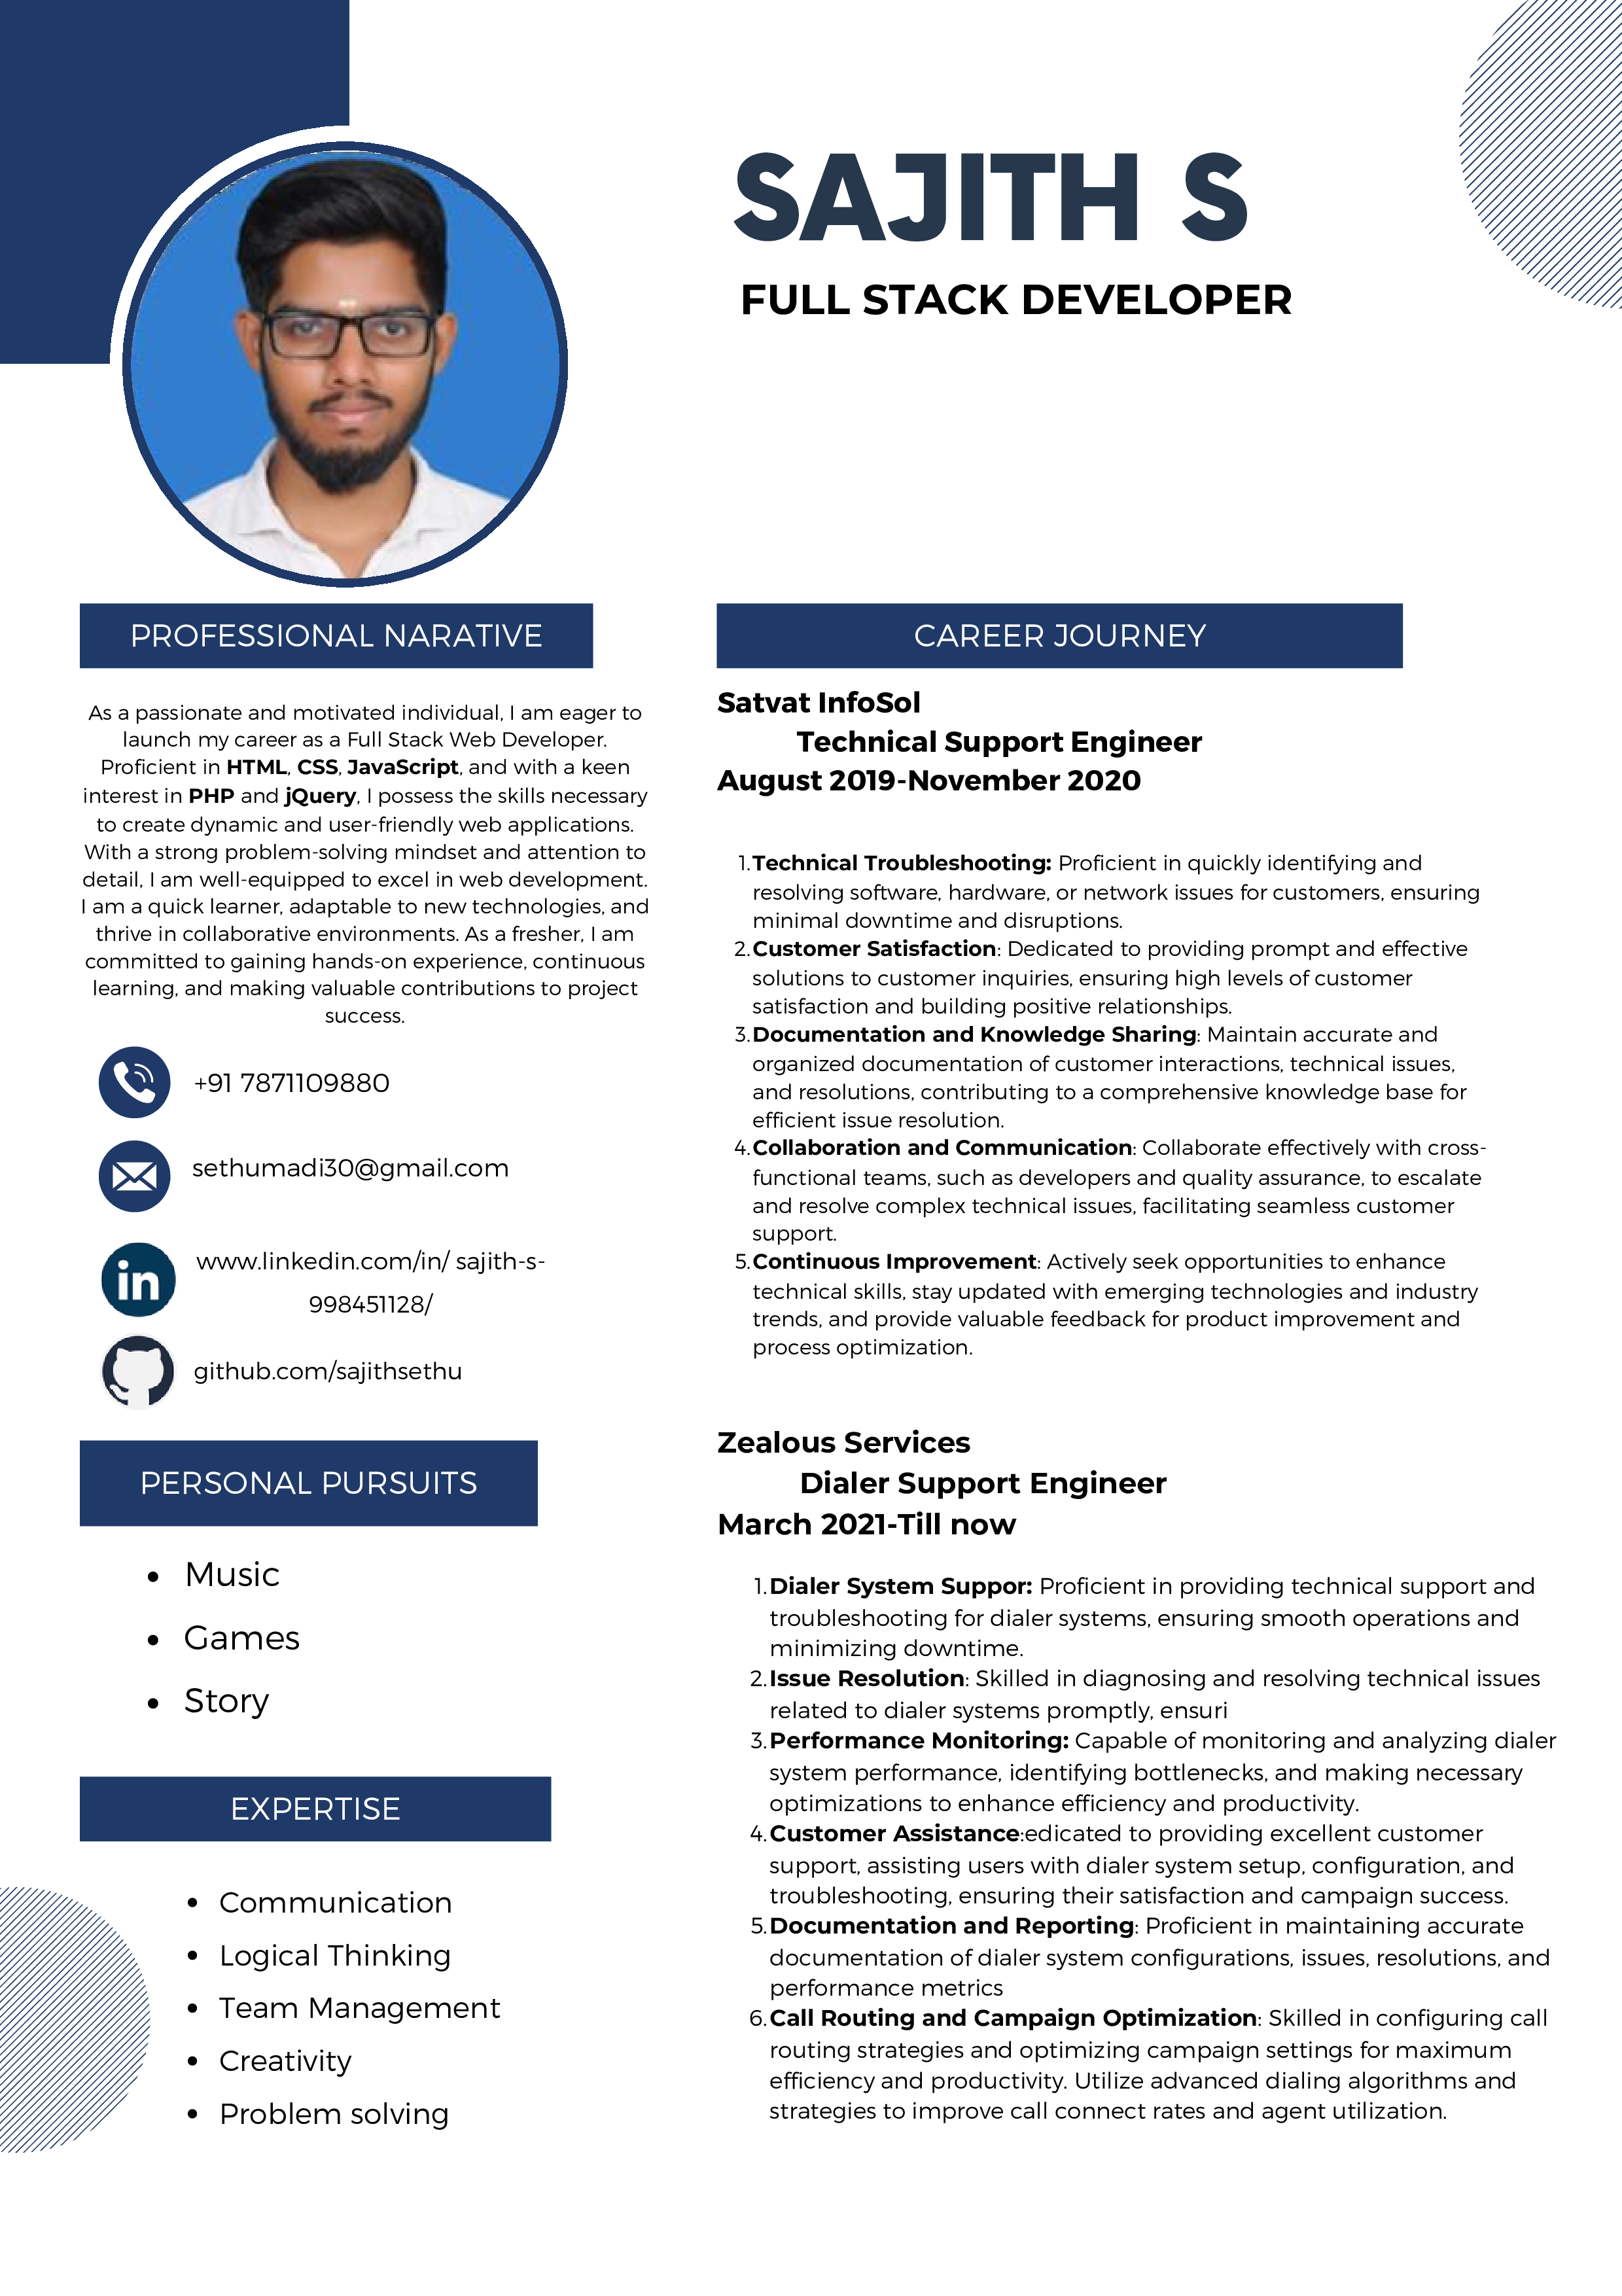 SAJITH S
FULL STACK DEVELOPER
PROFESSIONAL NARATIVE
As a passionate and motivated individual, I am eager to
launch my career as a Full Stack Web Developer.
Proficient in HTML, CSS, JavaScript, and with a keen
interest in PHP and jQuery, I possess the skills necessary
to create dynamic and user-friendly web applications.
With a strong problem-solving mindset and attention to
detail, I am well-equipped to excel in web development.
I am a quick learner, adaptable to new technologies, and
thrive in collaborative environments. As a fresher, I am
committed to gaining hands-on experience, continuous
learning, and making valuable contributions to project
success.
+91 7871109880
sethumadi30@gmail.com
www.linkedin.com/in/ sajith-s-
998451128/
github.com/sajithsethu
PERSONAL PURSUITS
• Music
• Games
• Story
EXPERTISE
• Communication
• Logical Thinking
• Team Management
• Creativity
• Problem solving
CAREER JOURNEY
Satvat InfoSol
Technical Support Engineer
August 2019-November 2020
1. Technical Troubleshooting: Proficient in quickly identifying and
resolving software, hardware, or network issues for customers, ensuring
minimal downtime and disruptions.
2. Customer Satisfaction: Dedicated to providing prompt and effective
solutions to customer inquiries, ensuring high levels of customer
satisfaction and building positive relationships.
3. Documentation and Knowledge Sharing: Maintain accurate and
organized documentation of customer interactions, technical issues,
and resolutions, contributing to a comprehensive knowledge base for
efficient issue resolution.
4. Collaboration and Communication: Collaborate effectively with cross-
functional teams, such as developers and quality assurance, to escalate
and resolve complex technical issues, facilitating seamless customer
support.
5. Continuous Improvement: Actively seek opportunities to enhance
technical skills, stay updated with emerging technologies and industry
trends, and provide valuable feedback for product improvement and
process optimization.
Zealous Services
Dialer Support Engineer
March 2021-Till now
1. Dialer System Suppor: Proficient in providing technical support and
troubleshooting for dialer systems, ensuring smooth operations and
minimizing downtime.
2. Issue Resolution: Skilled in diagnosing and resolving technical issues
related to dialer systems promptly, ensuri
3. Performance Monitoring: Capable of monitoring and analyzing dialer
system performance, identifying bottlenecks, and making necessary
optimizations to enhance efficiency and productivity.
4. Customer Assistance:edicated to providing excellent customer
support, assisting users with dialer system setup, configuration, and
troubleshooting, ensuring their satisfaction and campaign success.
5. Documentation and Reporting: Proficient in maintaining accurate
documentation of dialer system configurations, issues, resolutions, and
performance metrics
6. Call Routing and Campaign Optimization: Skilled in configuring call
routing strategies and optimizing campaign settings for maximum
efficiency and productivity. Utilize advanced dialing algorithms and
strategies to improve call connect rates and agent utilization.